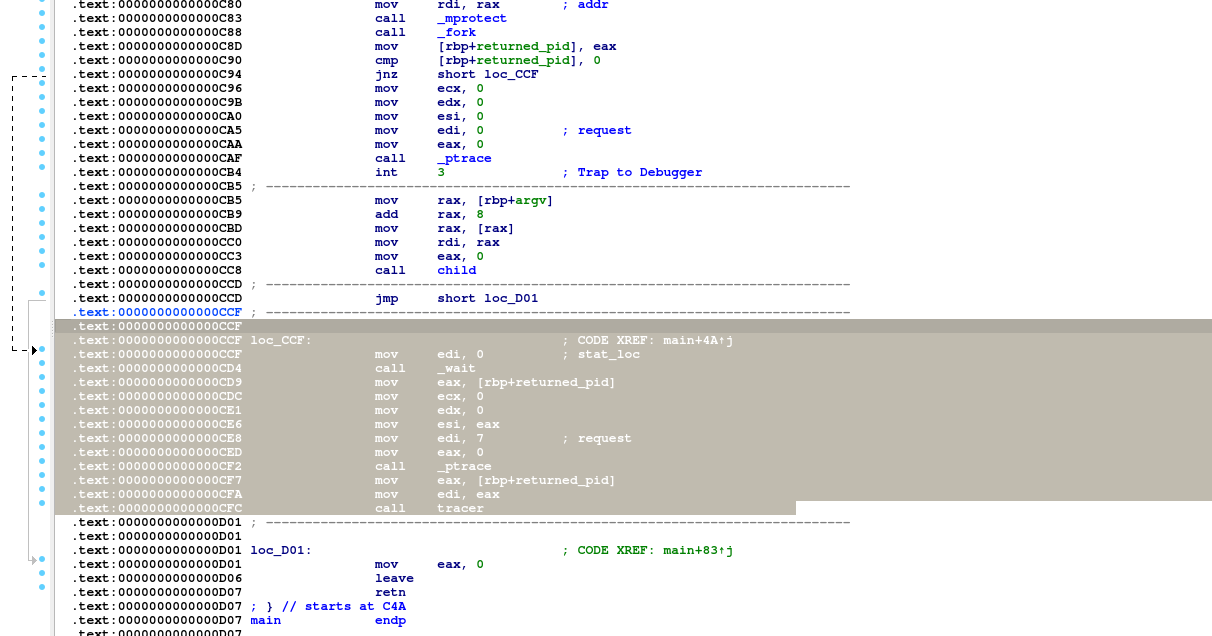 .text:0000000000000C80 mov rdi, rax ; addr
.text:0000000000000C83 call _mprotect
.text:0000000000000C88 call _fork
.text:0000000000000C8D mov [rbp+returned_pid], eax
.text:0000000000000C90 cmp [rbp+returned_pid], 0
.text:0000000000000C94 jnz short loc_CCF
.text:0000000000000C96 mov ecx, 0
.text:0000000000000C9B mov edx, 0
.text:0000000000000CA0 mov esi, 0
.text:0000000000000CA5 mov edi, 0 ; request
.text:0000000000000CAA mov eax, 0
.text:0000000000000CAF call _ptrace
.text:0000000000000CB4 int 3 ; Trap to Debugger
.text:0000000000000CB5 ; ---------------------------------------------------------------------------
.text:0000000000000CB5 mov rax, [rbp+argv]
.text:0000000000000CB9 add rax, 8
.text:0000000000000CBD mov rax, [rax]
.text:0000000000000CC0 mov rdi, rax
.text:0000000000000CC3 mov eax, 0
.text:0000000000000CC8 call child
.text:0000000000000CCD ; ---------------------------------------------------------------------------
.text:0000000000000CCD jmp short loc_D01
.text:0000000000000CCF ; ---------------------------------------------------------------------------
.text:0000000000000CCF
.text:0000000000000CCF loc_CCF: ; CODE XREF: main+4A↑j
.text:0000000000000CCF mov edi, 0 ; stat_loc
.text:0000000000000CD4 call _wait
.text:0000000000000CD9 mov eax, [rbp+returned_pid]
.text:0000000000000CDC mov ecx, 0
.text:0000000000000CE1 mov edx, 0
.text:0000000000000CE6 mov esi, eax
.text:0000000000000CE8 mov edi, 7 ; request
.text:0000000000000CED mov eax, 0
.text:0000000000000CF2 call _ptrace
.text:0000000000000CF7 mov eax, [rbp+returned_pid]
.text:0000000000000CFA mov edi, eax
.text:0000000000000CFC call tracer
.text:0000000000000D01 ; ---------------------------------------------------------------------------
.text:0000000000000D01
.text:0000000000000D01 loc_D01: ; CODE XREF: main+83↑j
.text:0000000000000D01 mov eax, 0
.text:0000000000000D06 leave
.text:0000000000000D07 retn
.text:0000000000000D07 ; } // starts at C4A
.text:0000000000000D07 main endp
.text:0000000000000D07